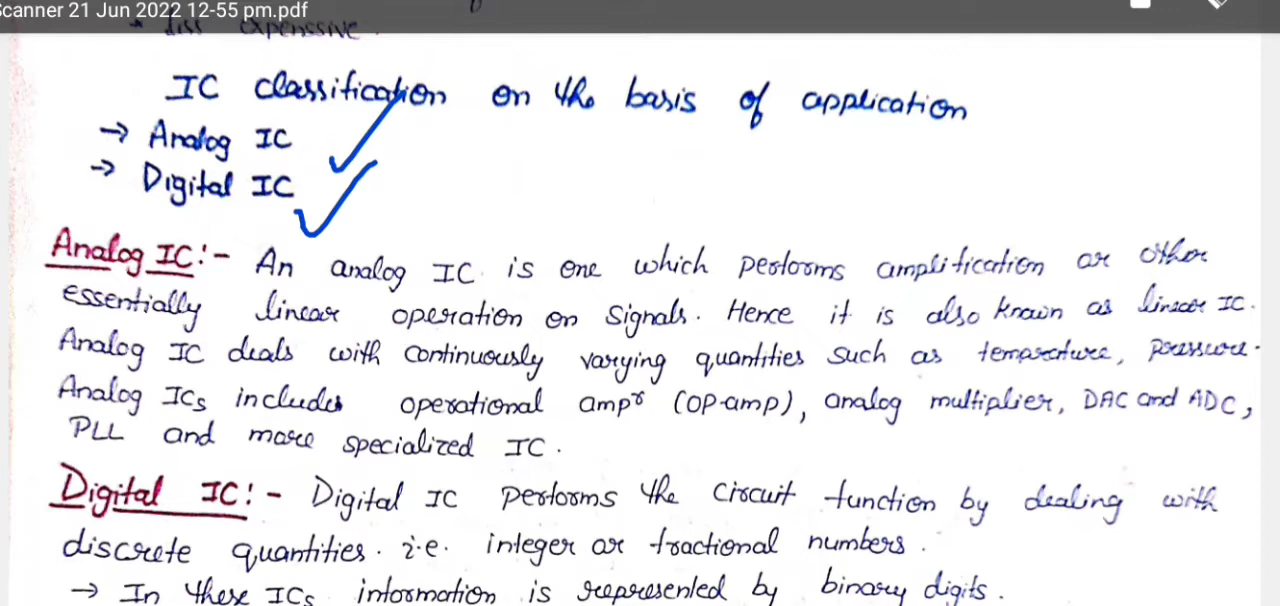 Scanner 21 Jun 2022 12-55 pm.pdf
→ less expenssive.
IC classification on the basis of application
→ Analog IC
→ Digital IC
Analog IC:- An analog IC is one which performs amplification or other
essentially linear operation on signals. Hence it is also known as linear IC.
Analog IC deals with continuously varying quantities such as temperature, pressure.
Analog ICs includes operational ampr (OP-amp), analog multiplier, DAC and ADC,
PLL and more specialized IC.
Digital IC:- Digital IC performs the circuit function by dealing with
discrete quantities. i.e. integer or fractional numbers.
→ In these ICs information is represented by binary digits.